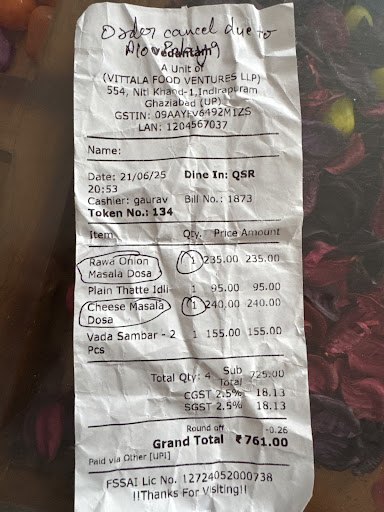 Order cancel due to
Vedantam
A Unit of
(VITTALA FOOD VENTURES LLP)
554, Niti Khand-1,Indirapuram
Ghaziabad (UP)
GSTIN: 09AAYFV6492M1ZS
LAN: 1204567037
Name:
Date: 21/06/25 Dine In: QSR
20:53
Cashier: gaurav Bill No.: 1873
Token No.: 134
Item Qty. Price Amount
Rawa Onion 1 235.00 235.00
Masala Dosa
Plain Thatte Idli 1 95.00 95.00
Cheese Masala 1 240.00 240.00
Dosa
Vada Sambar - 2 1 155.00 155.00
Pcs
Total Qty: 4 Sub Total 725.00
CGST 2.5% 18.13
SGST 2.5% 18.13
Round off -0.26
Grand Total ₹761.00
Paid via Other [UPI]
FSSAI Lic No. 12724052000738
!!Thanks For Visiting!!